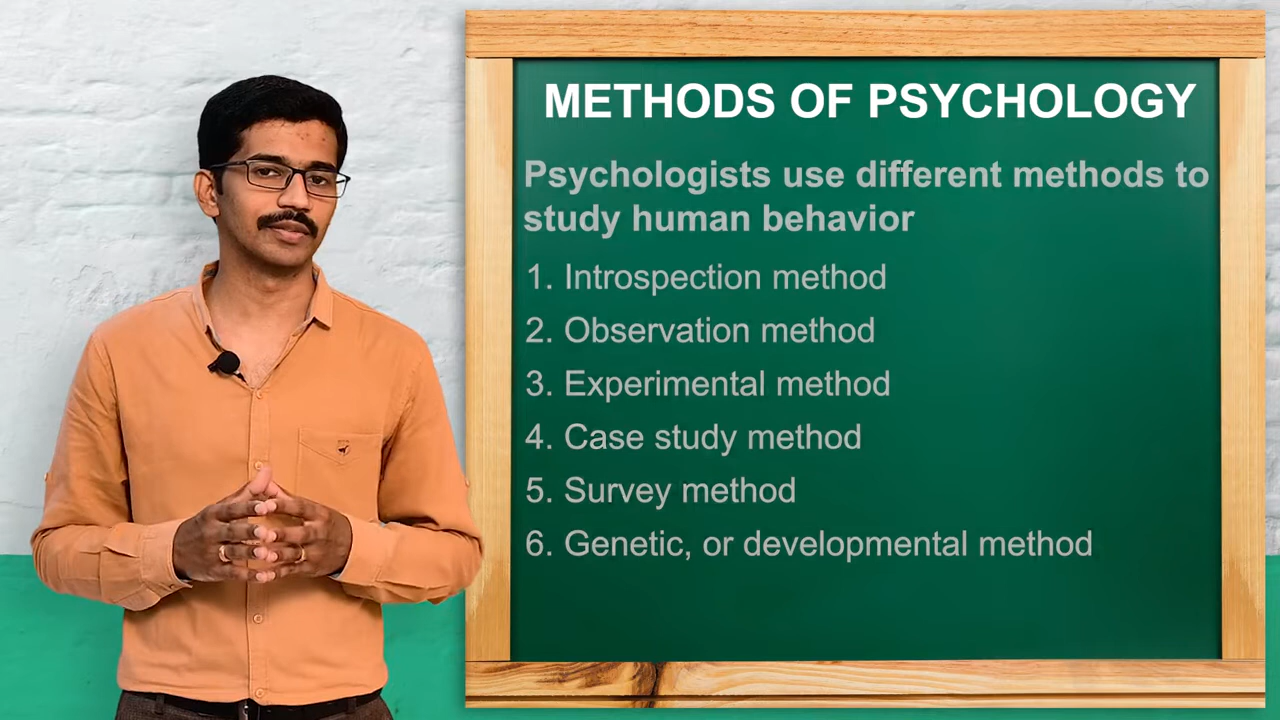 METHODS OF PSYCHOLOGY
Psychologists use different methods to
study human behavior
1. Introspection method
2. Observation method
3. Experimental method
4. Case study method
5. Survey method
6. Genetic, or developmental method